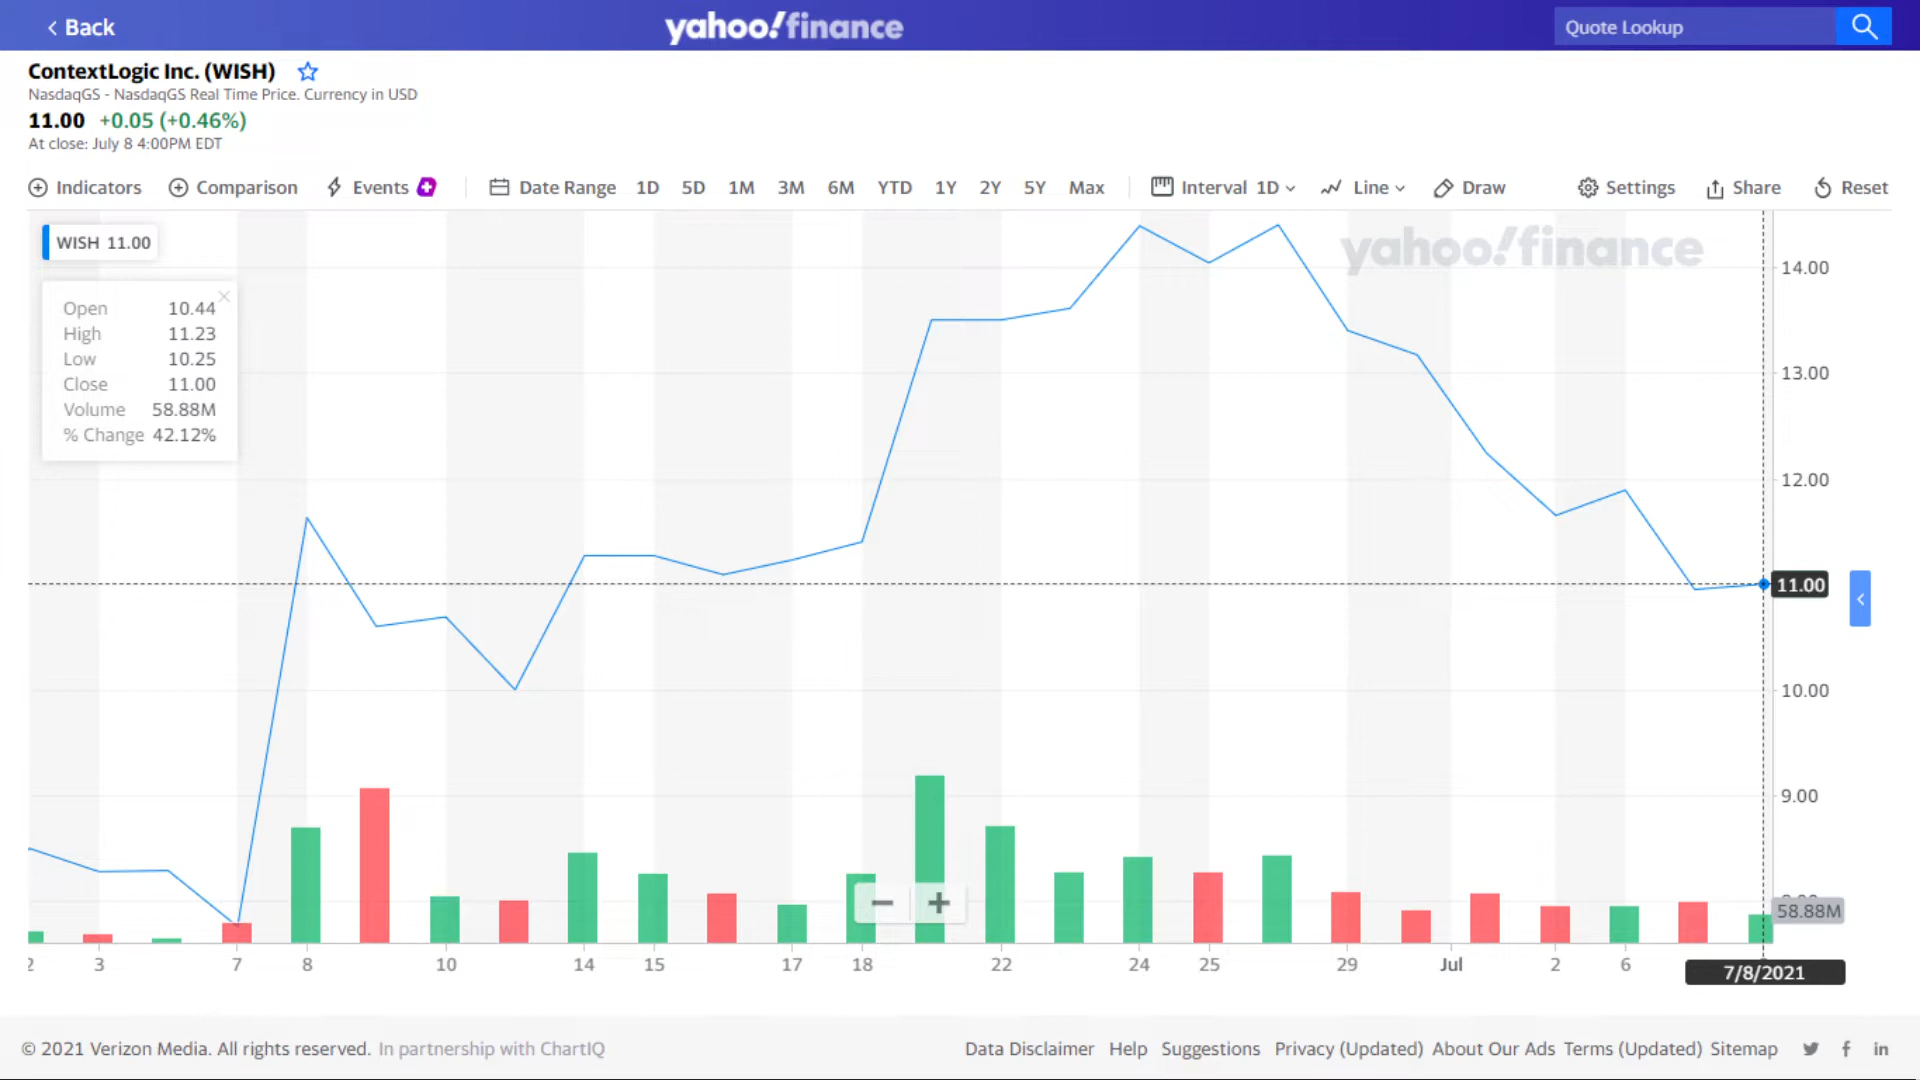 Back
yahoo!finance
Quote Lookup
ContextLogic Inc. (WISH)
NasdaqGS - NasdaqGS Real Time Price. Currency in USD
11.00 +0.05 (+0.46%)
At close: July 8 4:00PM EDT
Indicators Comparison Events Date Range 1D 5D 1M 3M 6M YTD 1Y 2Y 5Y Max Interval 1D Line Draw Settings Share Reset
WISH 11.00
yahoo!finance
Open 10.44
High 11.23
Low 10.25
Close 11.00
Volume 58.88M
% Change 42.12%
14.00
13.00
12.00
11.00
10.00
9.00
58.88M
2 3 7 8 10 14 15 17 18 22 24 25 29 Jul 2 6
7/8/2021
© 2021 Verizon Media. All rights reserved. In partnership with ChartIQ
Data Disclaimer Help Suggestions Privacy (Updated) About Our Ads Terms (Updated) Sitemap